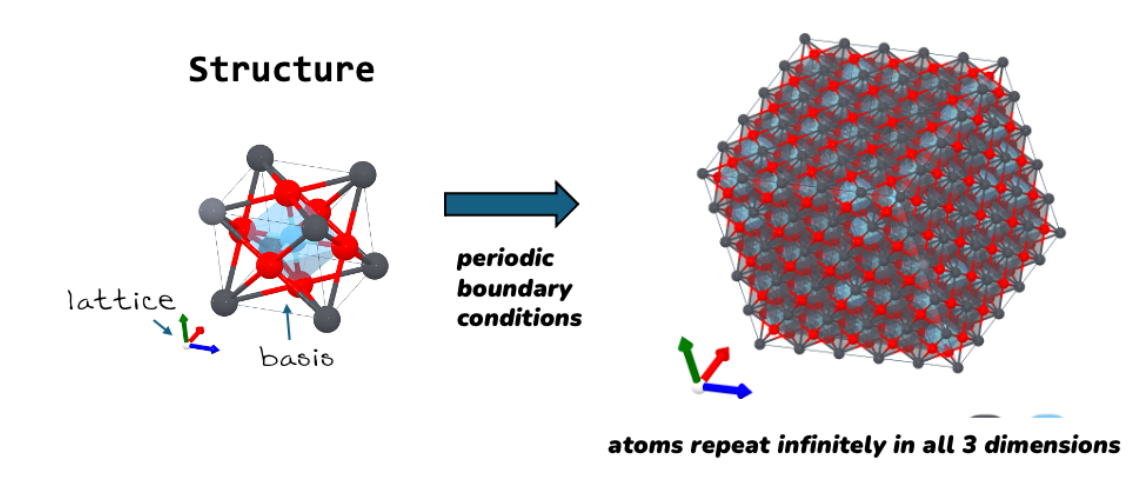 Structure
lattice
basis
periodic
boundary
conditions
atoms repeat infinitely in all 3 dimensions